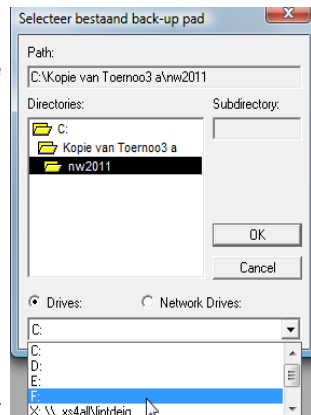 Selecteer bestaand back-up pad
Path:
C:\Kopie van Toernoo3 a\nw2011
Directories:
Subdirectory:
C:
Kopie van Toernoo3 a
nw2011
OK
Cancel
Drives:
Network Drives:
C:
C:
D:
E:
F:
X: \\_xs4all\lintdeig